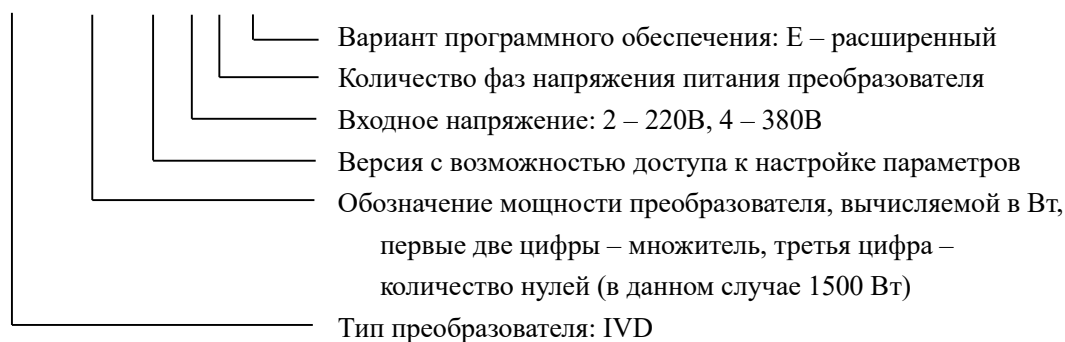 Вариант программного обеспечения: E – расширенный
Количество фаз напряжения питания преобразователя
Входное напряжение: 2 – 220В, 4 – 380В
Версия с возможностью доступа к настройке параметров
Обозначение мощности преобразователя, вычисляемой в Вт,
первые две цифры – множитель, третья цифра –
количество нулей (в данном случае 1500 Вт)
Тип преобразователя: IVD